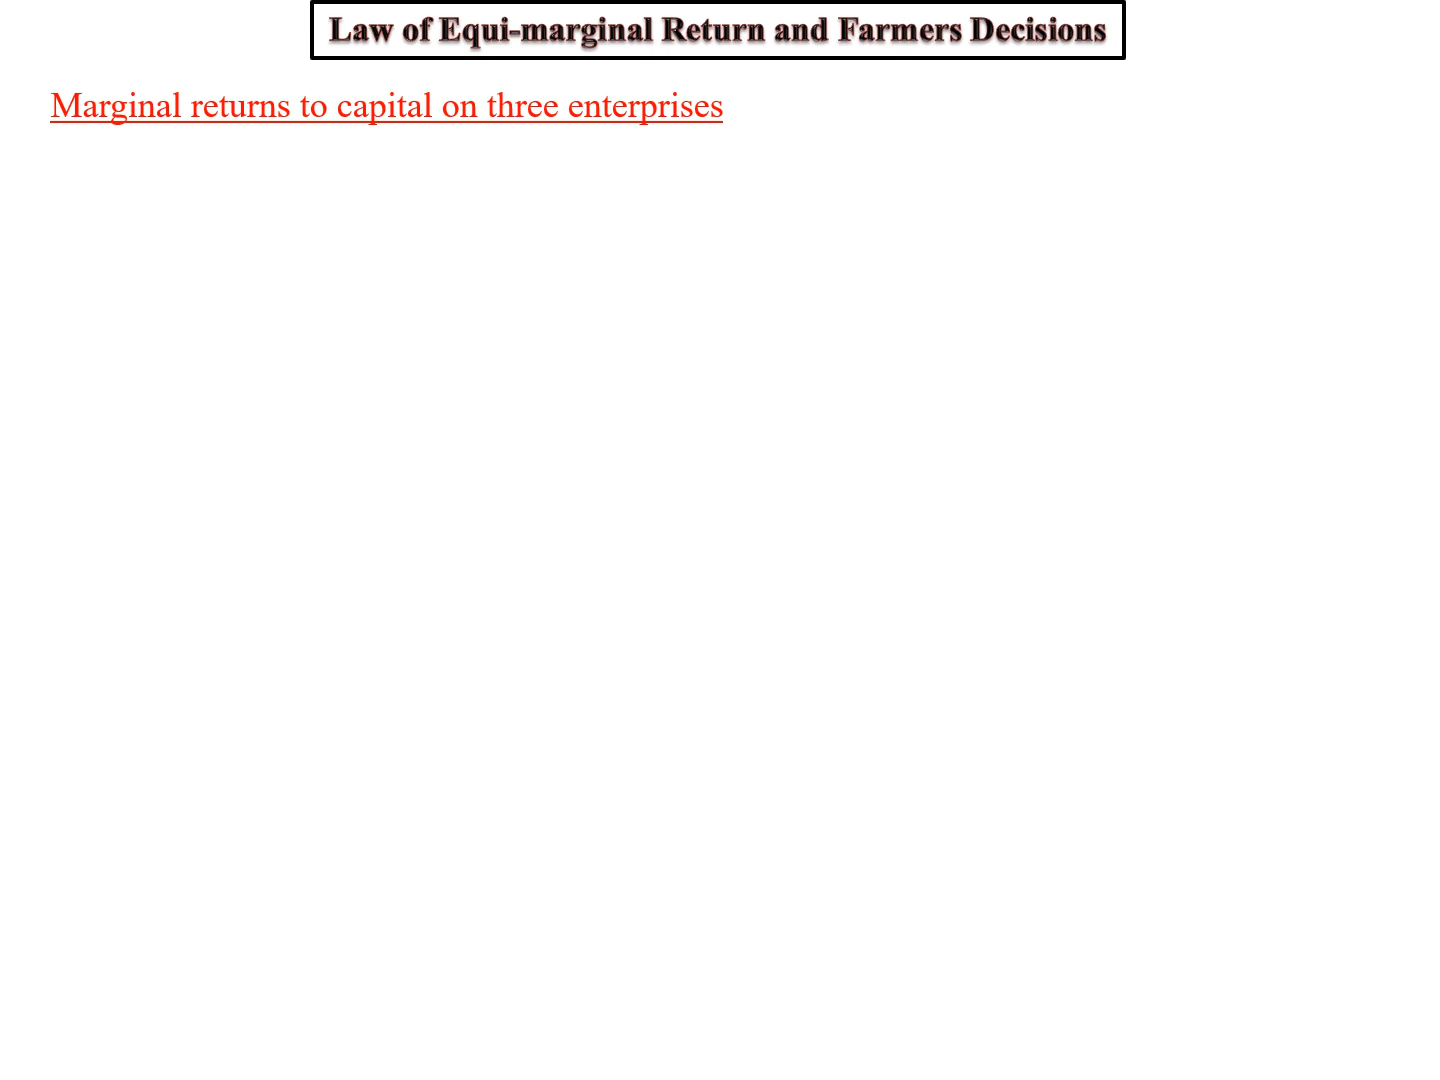 Law of Equi-marginal Return and Farmers Decisions
Marginal returns to capital on three enterprises